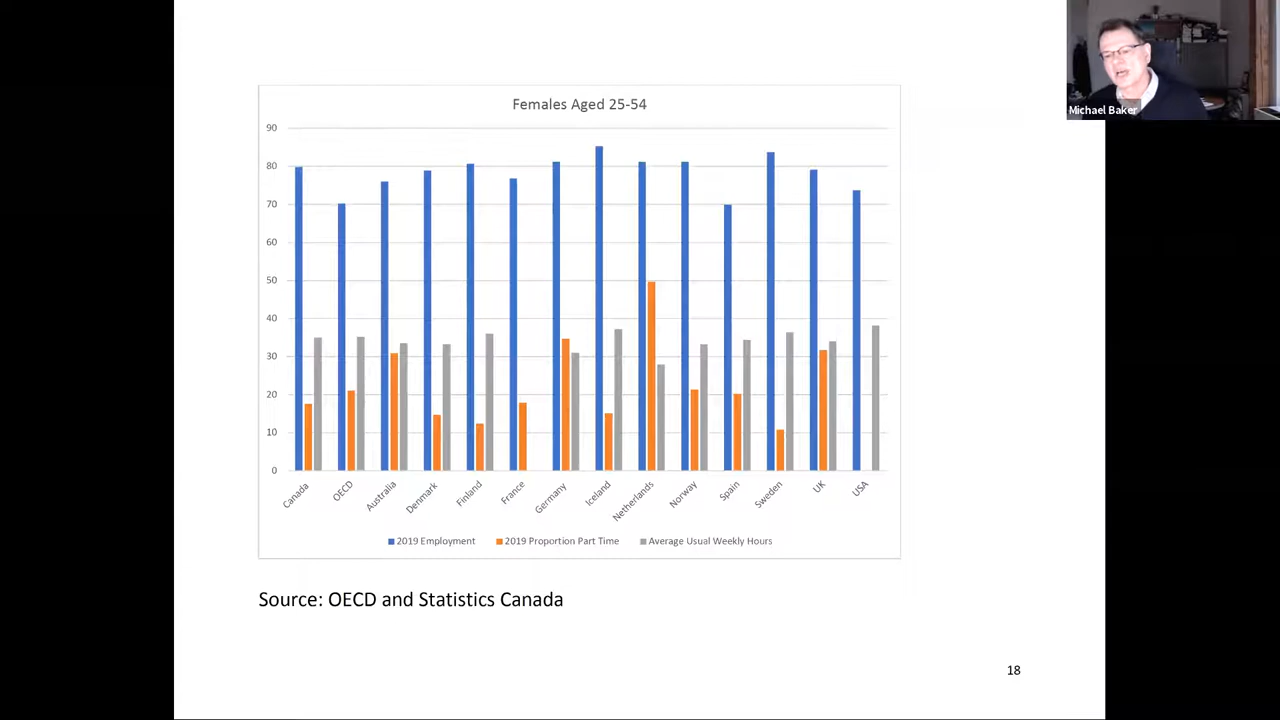 Females Aged 25-54
90
80
70
60
50
40
30
20
10
0
Canada
OECD
Australia
Denmark
Finland
France
Germany
Iceland
Netherlands
Norway
Spain
Sweden
UK
USA
2019 Employment
2019 Proportion Part Time
Average Usual Weekly Hours
Source: OECD and Statistics Canada
18
Michael Baker